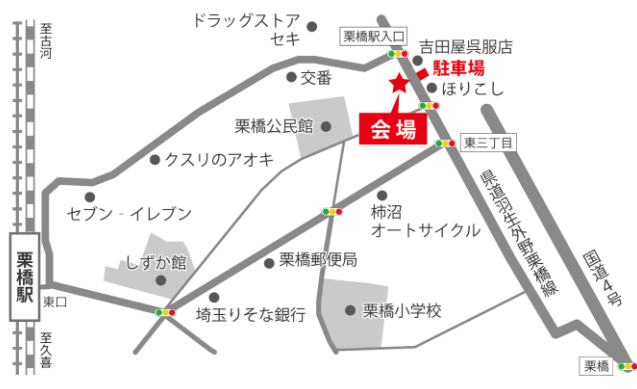 至古河
ドラッグストア
セキ
栗橋駅入口
吉田屋呉服店
駐車場
ほりこし
交番
会場
栗橋公民館
東三丁目
クスリのアオキ
セブン‐イレブン
柿沼
オートサイクル
県道羽生外野栗橋線
国道4号
しずか館
栗橋郵便局
栗橋駅
東口
埼玉りそな銀行
栗橋小学校
至久喜
栗橋